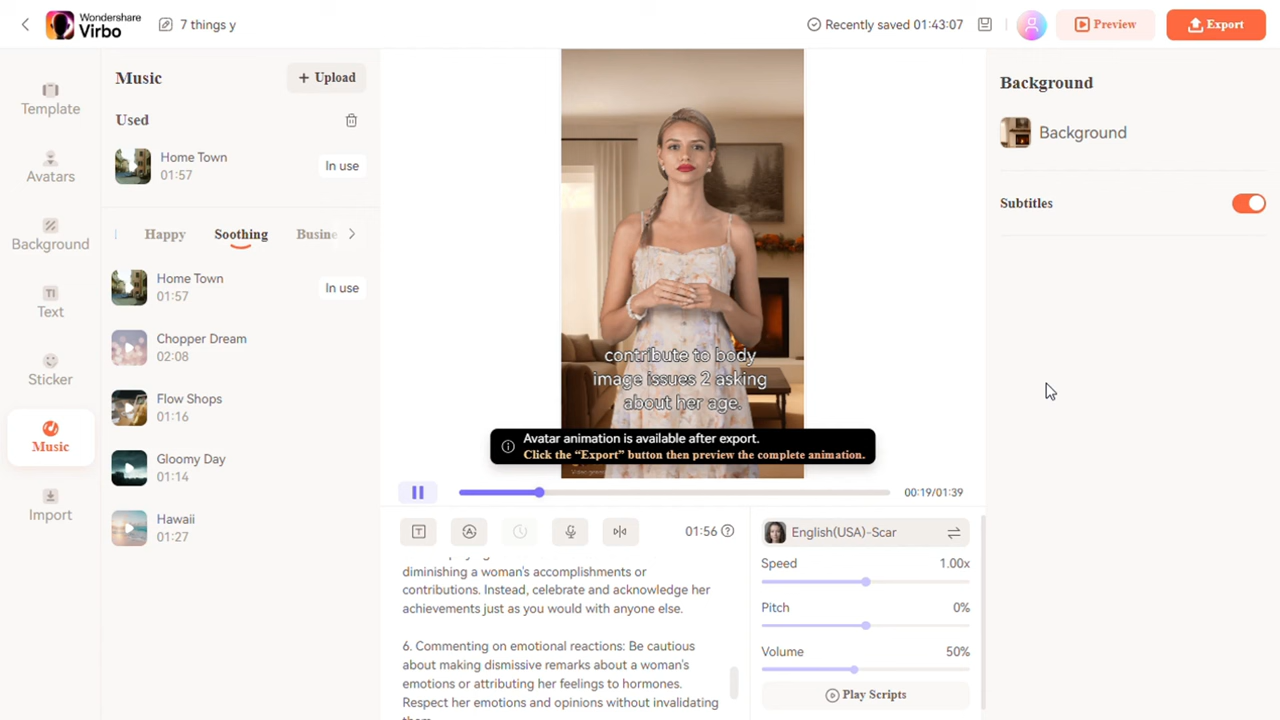 Wondershare
Virbo
7 things y
Recently saved 01:43:07
Preview
Export
Template
Avatars
Background
Text
Sticker
Music
Import
Music
+ Upload
Used
Home Town
01:57
In use
Happy
Soothing
Busine
Home Town
01:57
In use
Chopper Dream
02:08
Flow Shops
01:16
Gloomy Day
01:14
Hawaii
01:27
contribute to body
image issues 2 asking
about her age.
Avatar animation is available after export.
Click the “Export” button then preview the complete animation.
00:19/01:39
01:56
diminishing a woman's accomplishments or
contributions. Instead, celebrate and acknowledge her
achievements just as you would with anyone else.
6. Commenting on emotional reactions: Be cautious
about making dismissive remarks about a woman's
emotions or attributing her feelings to hormones.
Respect her emotions and opinions without invalidating
them.
English(USA)-Scar
Speed
1.00x
Pitch
0%
Volume
50%
Play Scripts
Background
Background
Subtitles